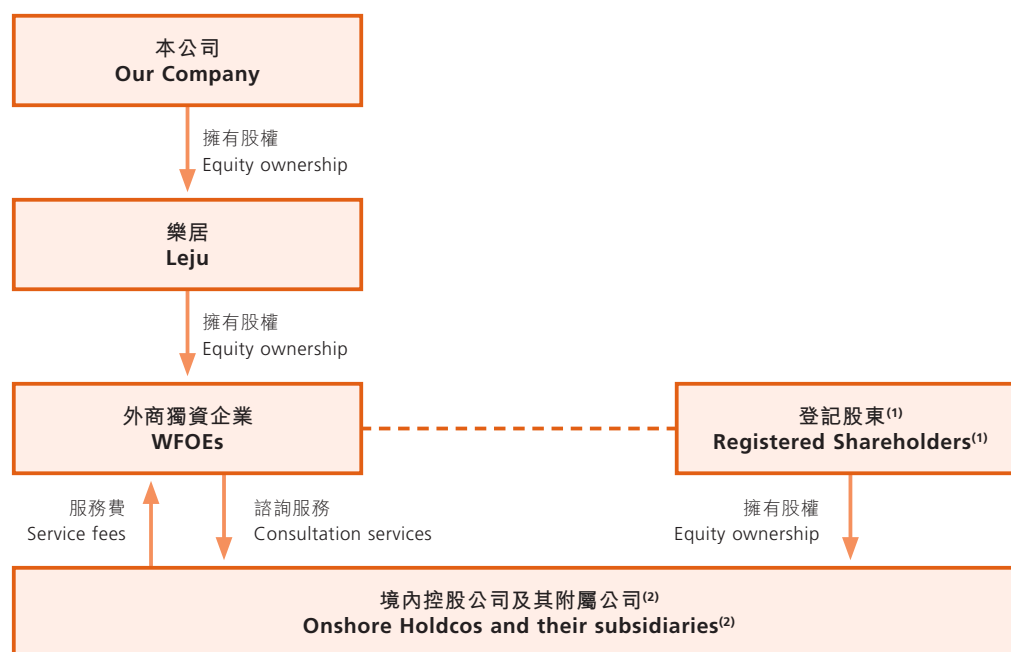 本公司
Our Company
擁有股權
Equity ownership
樂居
Leju
擁有股權
Equity ownership
外商獨資企業
WFOEs
登記股東(1)
Registered Shareholders(1)
服務費
Service fees
諮詢服務
Consultation services
擁有股權
Equity ownership
境內控股公司及其附屬公司(2)
Onshore Holdcos and their subsidiaries(2)